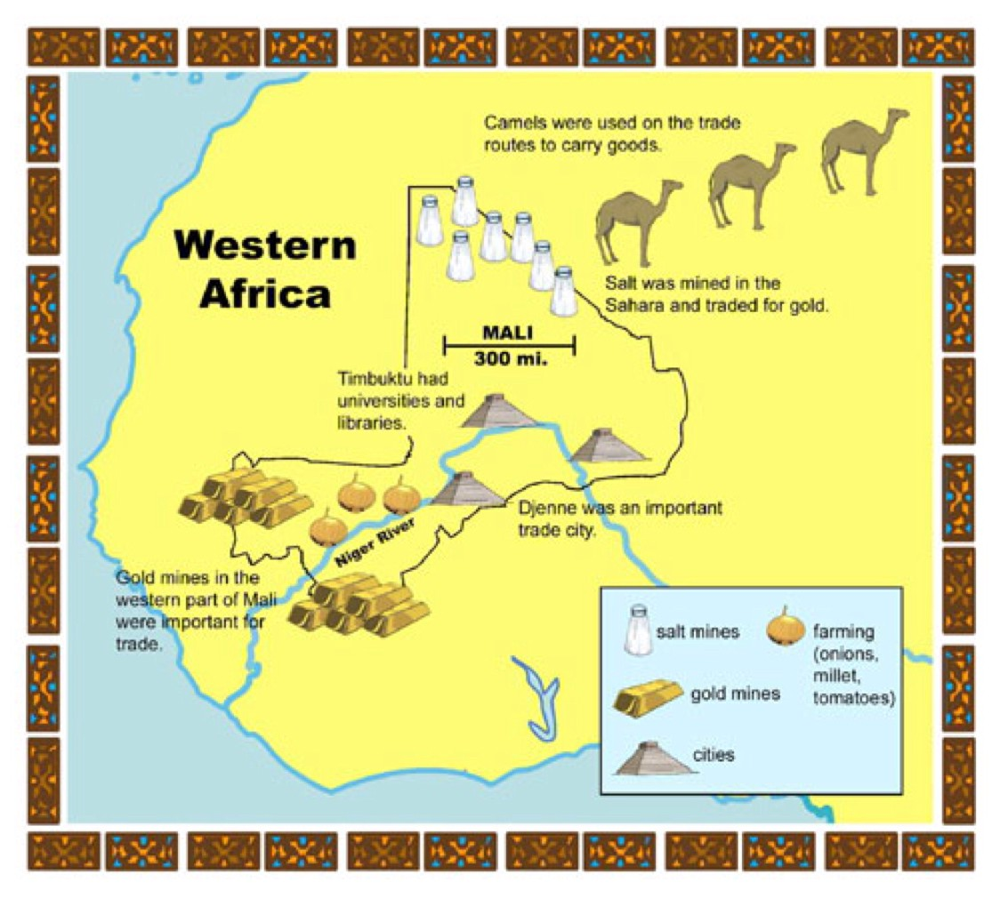 Camels were used on the trade
routes to carry goods.
Western
Africa
Salt was mined in the
Sahara and traded for gold.
MALI
300 mi.
Timbuktu had
universities and
libraries.
Djenne was an important
trade city.
Niger River
Gold mines in the
western part of Mali
were important for
trade.
salt mines
farming
(onions,
millet,
tomatoes)
gold mines
cities